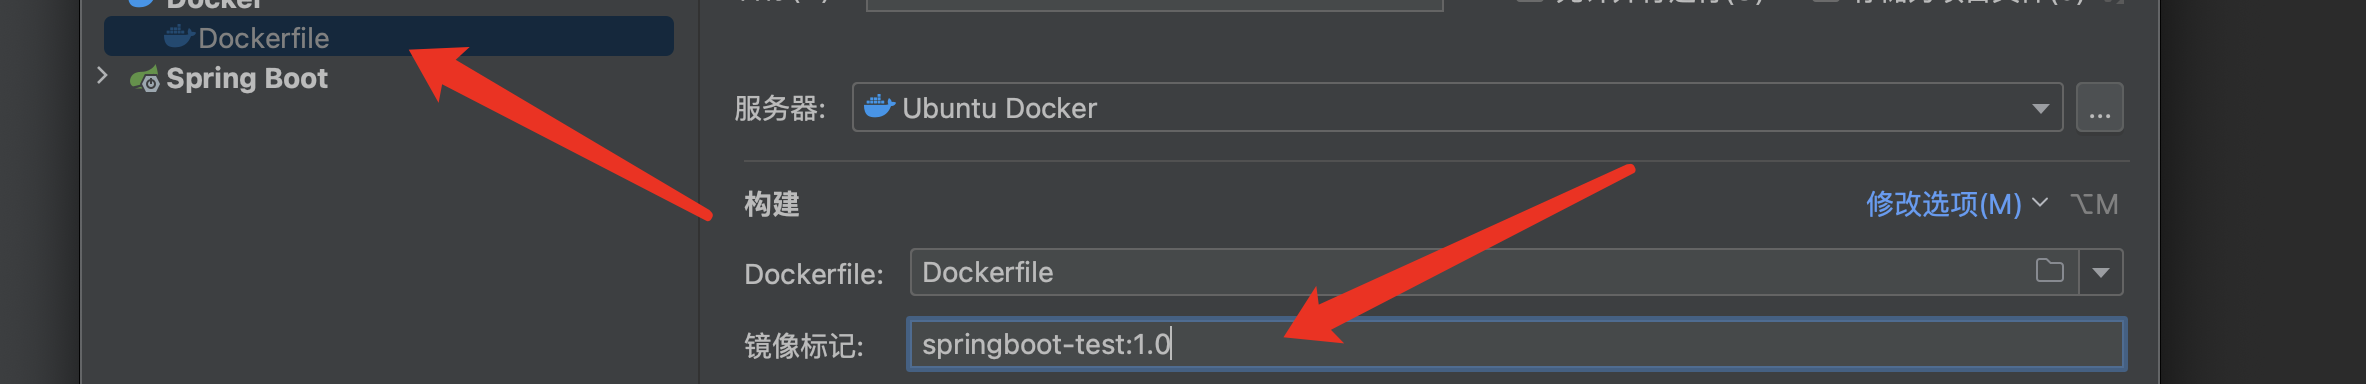 Docker
Dockerfile
Spring Boot
服务器:
Ubuntu Docker
...
构建
修改选项(M)
⌥M
Dockerfile:
Dockerfile
镜像标记:
springboot-test:1.0